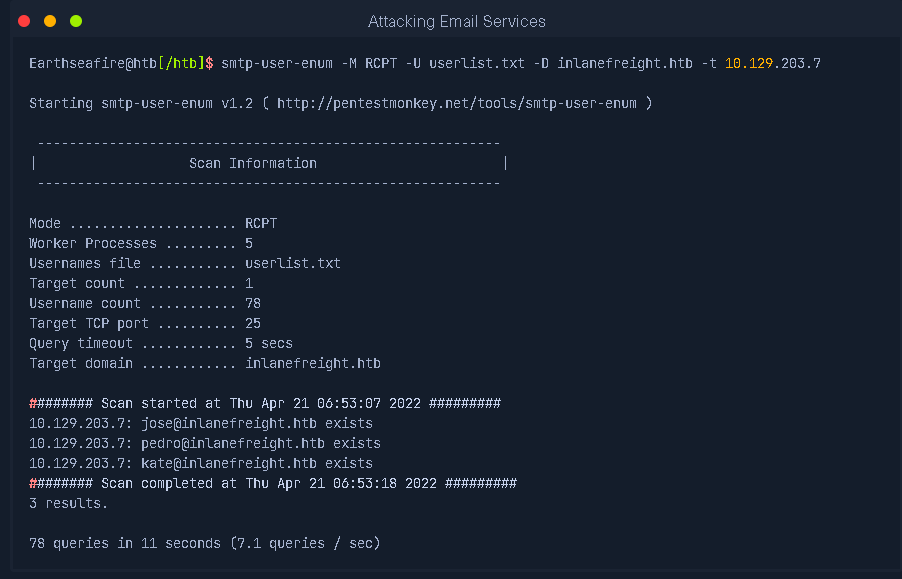 Attacking Email Services
Earthseafire@htb[/htb]$ smtp-user-enum -M RCPT -U userlist.txt -D inlanefreight.htb -t 10.129.203.7
Starting smtp-user-enum v1.2 ( http://pentestmonkey.net/tools/smtp-user-enum )
 ----------------------------------------------------------
|                   Scan Information                       |
 ----------------------------------------------------------
Mode ..................... RCPT
Worker Processes ......... 5
Usernames file ........... userlist.txt
Target count ............. 1
Username count ........... 78
Target TCP port .......... 25
Query timeout ............ 5 secs
Target domain ............ inlanefreight.htb
######## Scan started at Thu Apr 21 06:53:07 2022 #########
10.129.203.7: jose@inlanefreight.htb exists
10.129.203.7: pedro@inlanefreight.htb exists
10.129.203.7: kate@inlanefreight.htb exists
######## Scan completed at Thu Apr 21 06:53:18 2022 #########
3 results.
78 queries in 11 seconds (7.1 queries / sec)